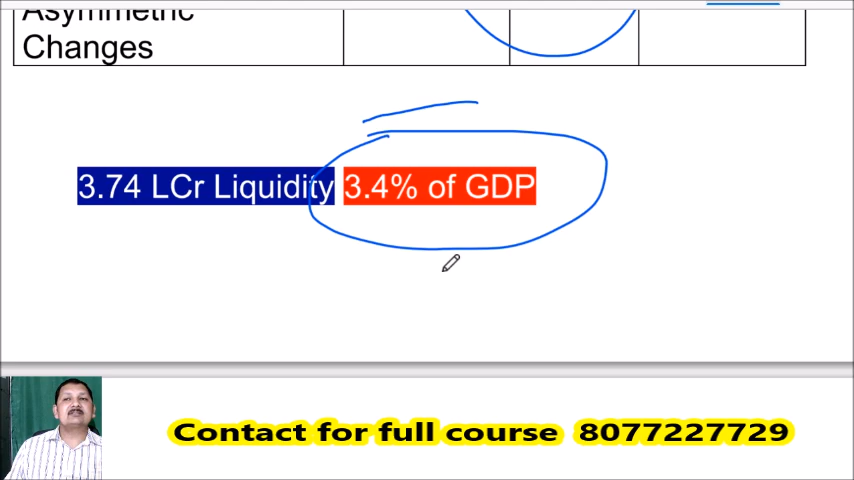 Asymmetric
Changes
3.74 LCr Liquidity 3.4% of GDP
Contact for full course 8077227729